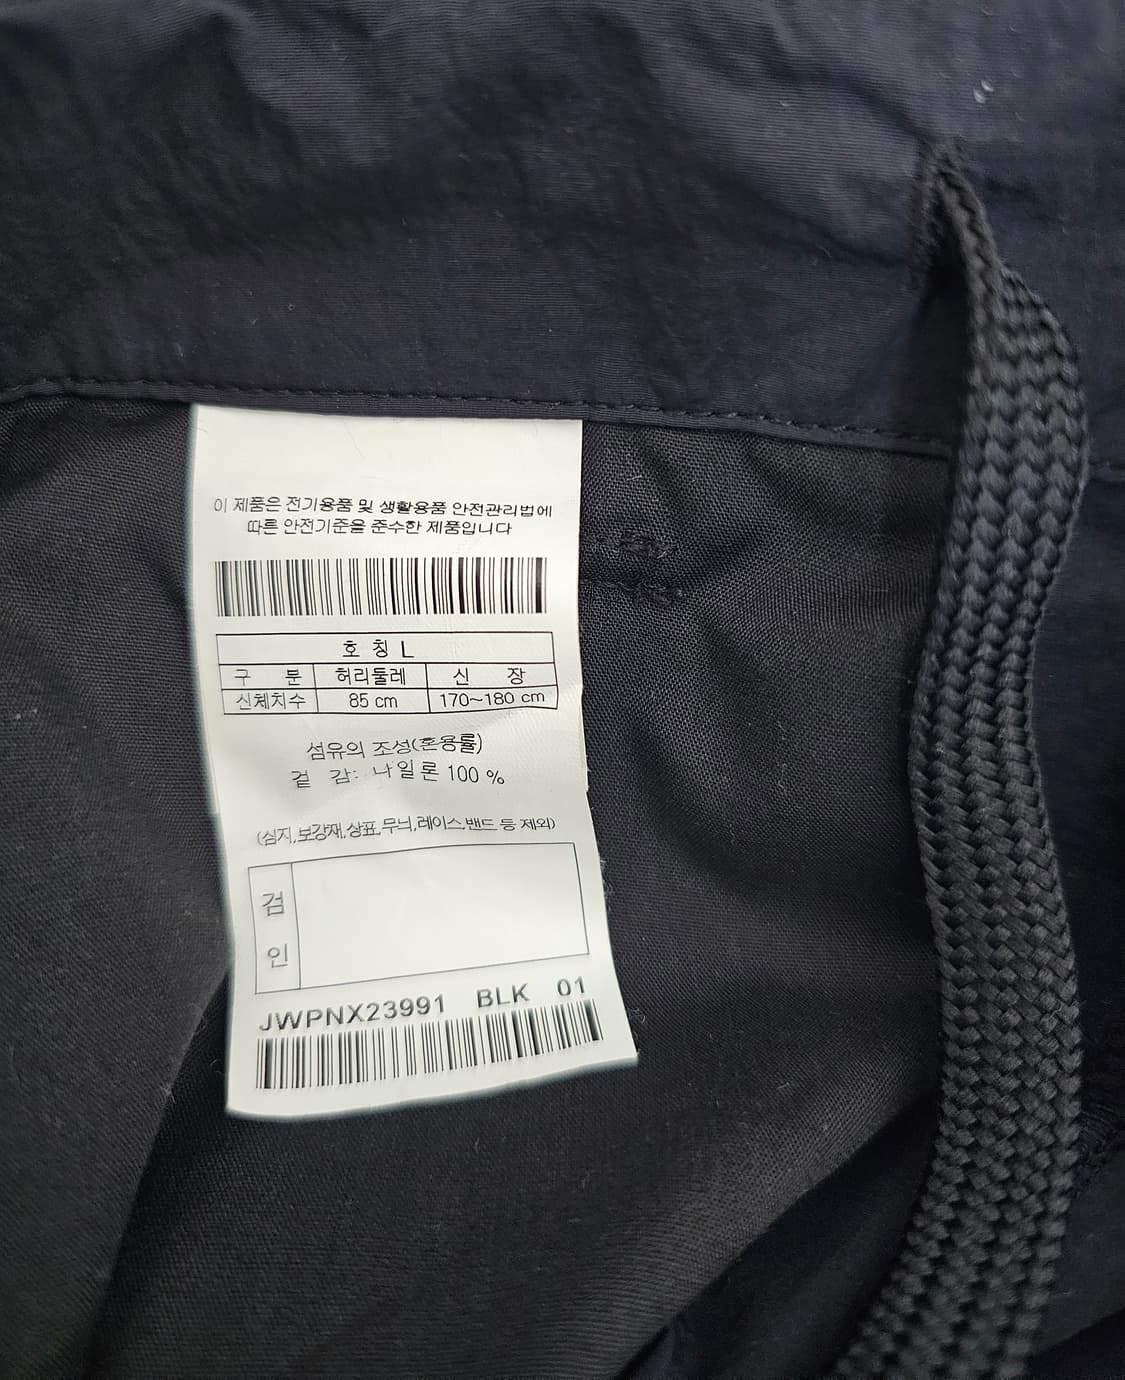 이 제품은 전기용품 및 생활용품 안전관리법에
따른 안전기준을 준수한 제품입니다
호 칭 L
구 분 허리둘레 신 장
신체치수 85 cm 170~180 cm
섬유의 조성(혼용률)
겉 감: 나일론 100 %
(심지,보강재,상표,무늬,레이스,밴드 등 제외)
검
인
JWPNX23991 BLK 01